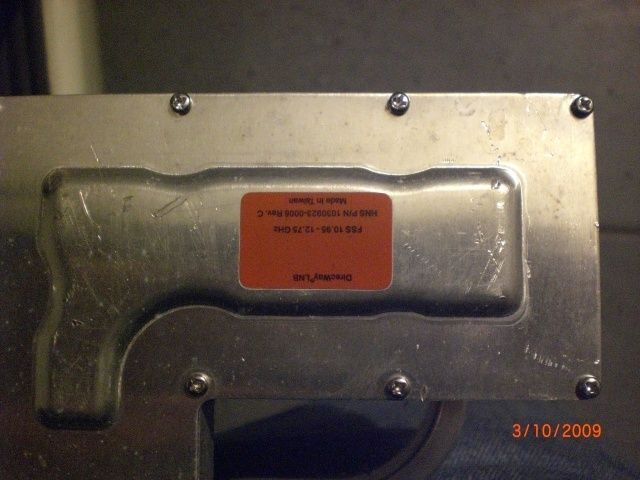 DirecWay®LNB
FSS 10.95 - 12.75 GHz
HNS P/N 1030923-0006 Rev. C
Made in Taiwan
3/10/2009